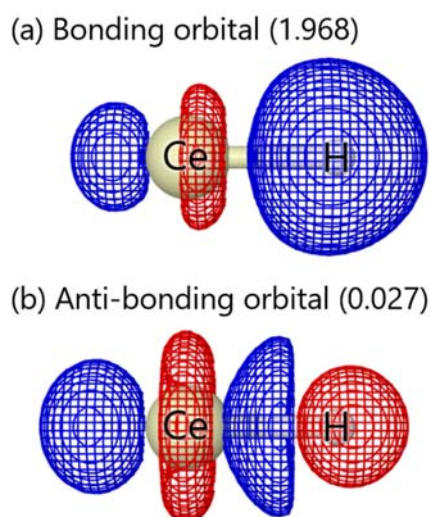 (a) Bonding orbital (1.968)
Ce H
(b) Anti-bonding orbital (0.027)
Ce H